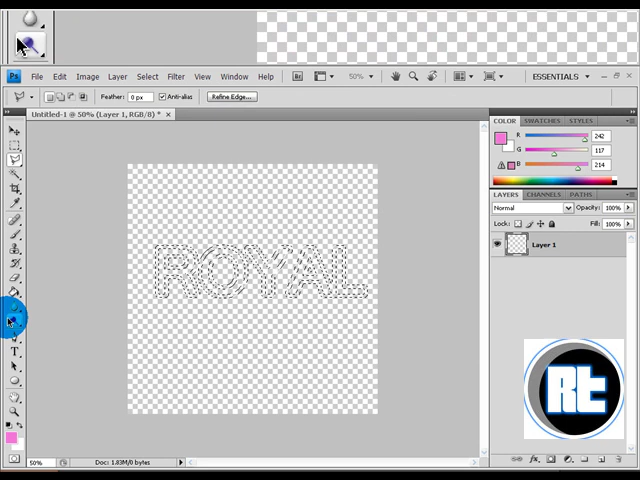 Ps File Edit Image Layer Select Filter View Window Help Br 50% ESSENTIALS
Feather: 0 px Anti-alias Refine Edge...
Untitled-1 @ 50% (Layer 1, RGB/8) *
COLOR SWATCHES STYLES
R 242
G 117
B 214
LAYERS CHANNELS PATHS
Normal Opacity: 100%
Lock: Fill: 100%
Layer 1
ROYAL
T
Rt
fx
50% Doc: 1.83M/0 bytes